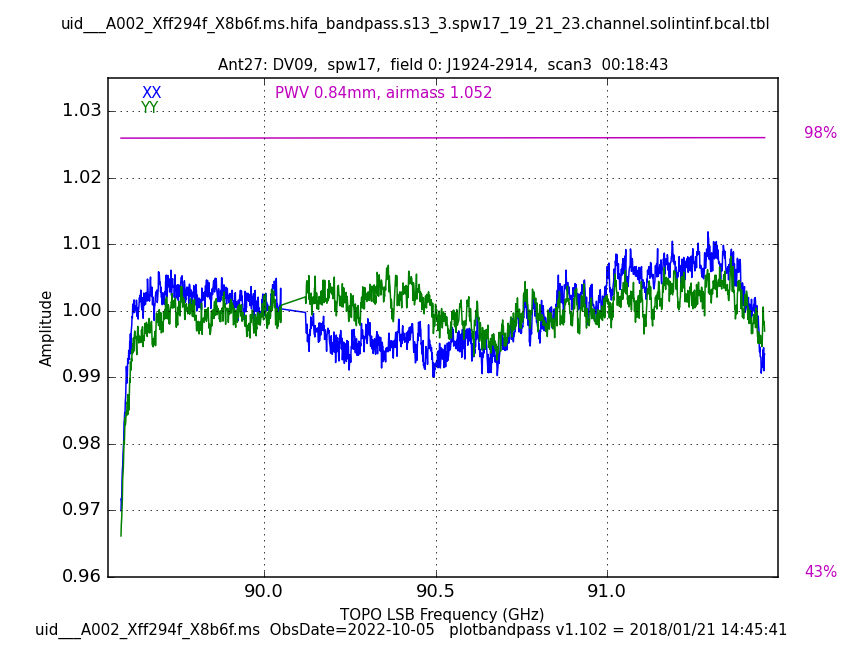 uid___A002_Xff294f_X8b6f.ms.hifa_bandpass.s13_3.spw17_19_21_23.channel.solintinf.bcal.tbl
Ant27: DV09,  spw17,  field 0: J1924-2914,  scan3  00:18:43
XX
YY
PWV 0.84mm, airmass 1.052
98%
43%
1.03
1.02
1.01
1.00
0.99
0.98
0.97
0.96
Amplitude
90.0
90.5
91.0
TOPO LSB Frequency (GHz)
uid___A002_Xff294f_X8b6f.ms  ObsDate=2022-10-05   plotbandpass v1.102 = 2018/01/21 14:45:41